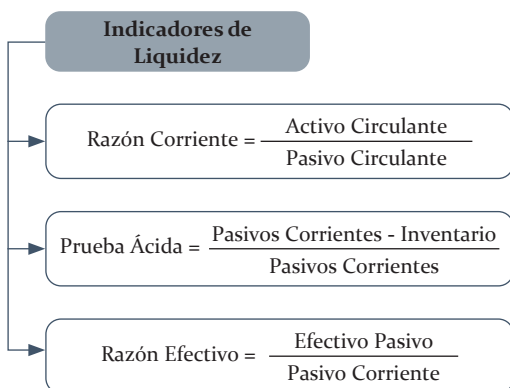 Indicadores de
Liquidez
Razón Corriente = Activo Circulante
Pasivo Circulante
Prueba Ácida = Pasivos Corrientes - Inventario
Pasivos Corrientes
Razón Efectivo = Efectivo Pasivo
Pasivo Corriente